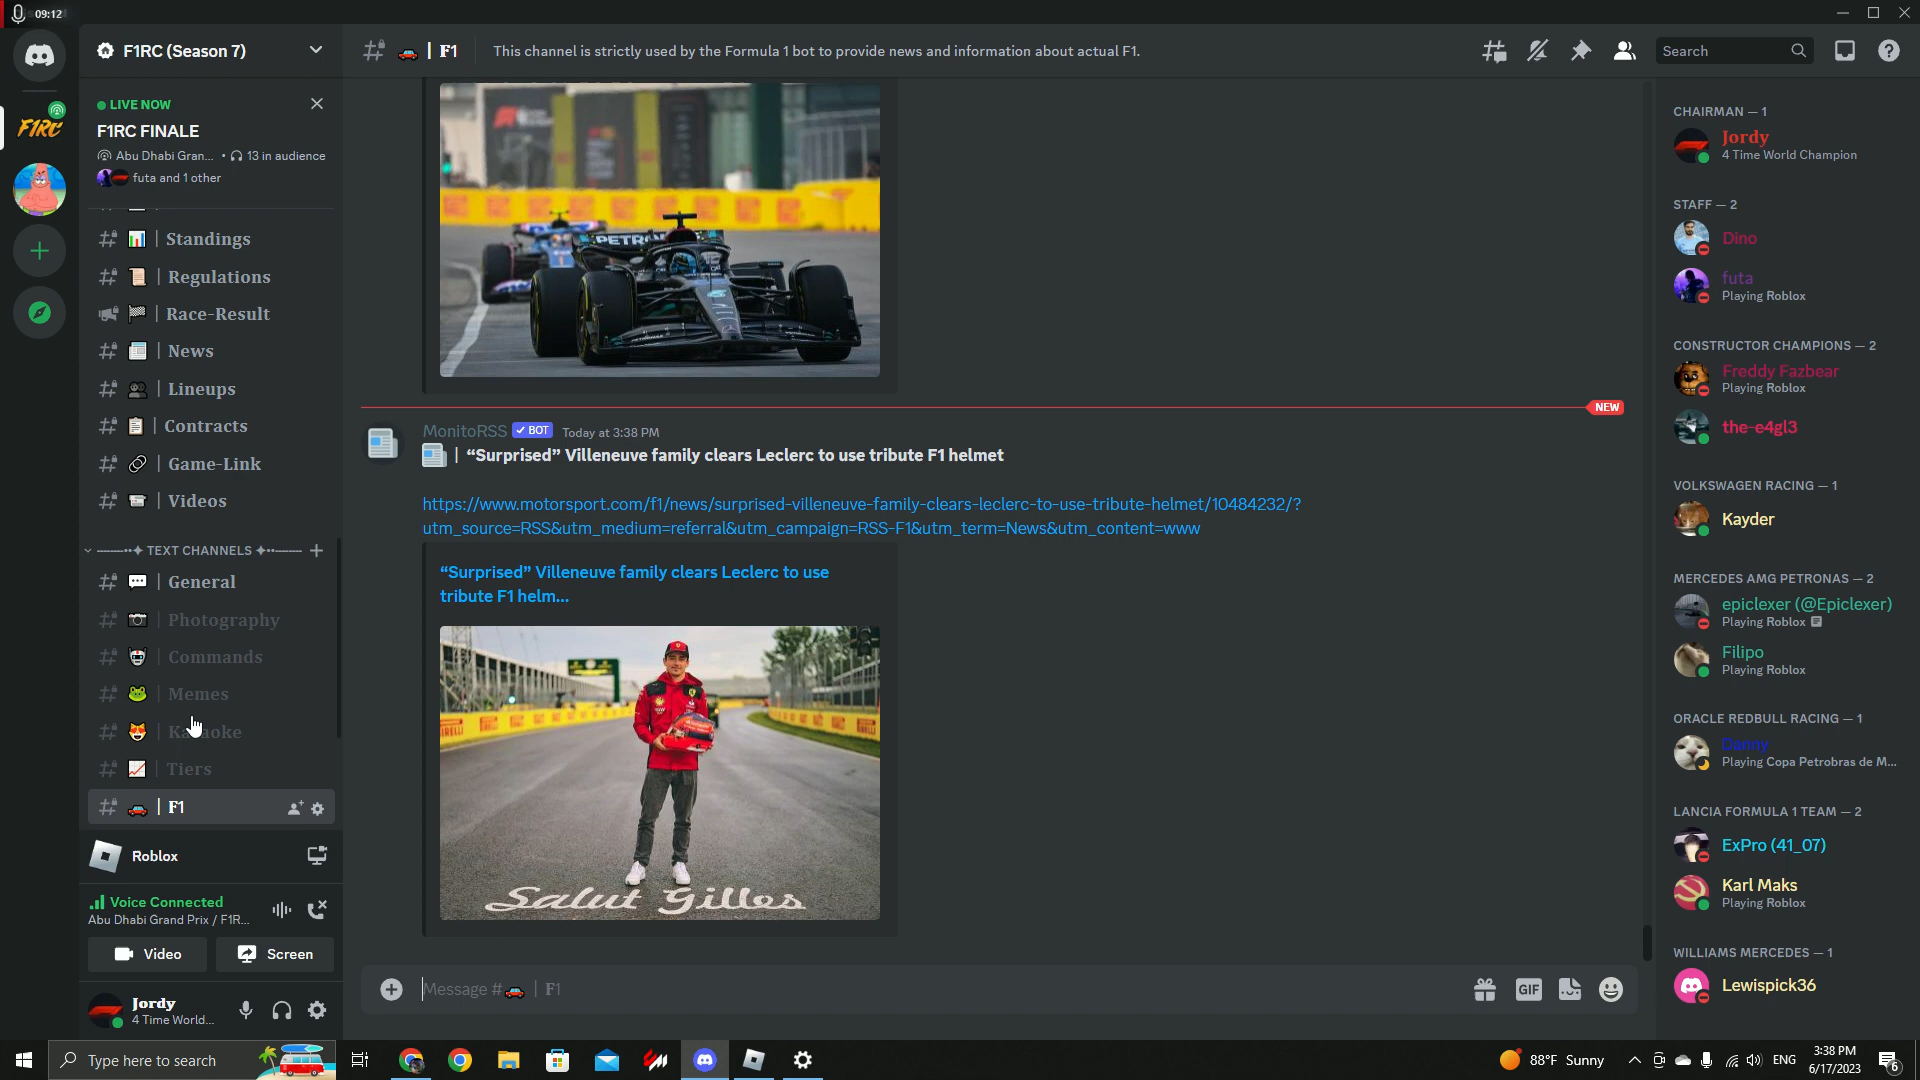 09:12
F1RC (Season 7)
F1
This channel is strictly used by the Formula 1 bot to provide news and information about actual F1.
Search
LIVE NOW
F1RC FINALE
Abu Dhabi Gran... • 13 in audience
futa and 1 other
F1RC
Standings
Regulations
Race-Result
News
Lineups
Contracts
Game-Link
Videos
TEXT CHANNELS
General
Photography
Commands
Memes
Karaoke
Tiers
F1
Roblox
Voice Connected
Abu Dhabi Grand Prix / F1R...
Video
Screen
Jordy
4 Time World...
PETRON
NEW
MonitoRSS BOT Today at 3:38 PM
| “Surprised” Villeneuve family clears Leclerc to use tribute F1 helmet
https://www.motorsport.com/f1/news/surprised-villeneuve-family-clears-leclerc-to-use-tribute-helmet/10484232/?
utm_source=RSS&utm_medium=referral&utm_campaign=RSS-F1&utm_term=News&utm_content=www
“Surprised” Villeneuve family clears Leclerc to use
tribute F1 helm...
Salut Gilles
Message # | F1
GIF
CHAIRMAN — 1
Jordy
4 Time World Champion
STAFF — 2
Dino
futa
Playing Roblox
CONSTRUCTOR CHAMPIONS — 2
Freddy Fazbear
Playing Roblox
the-e4gl3
VOLKSWAGEN RACING — 1
Kayder
MERCEDES AMG PETRONAS — 2
epiclexer (@Epiclexer)
Playing Roblox
Filipo
Playing Roblox
ORACLE REDBULL RACING — 1
Danny
Playing Copa Petrobras de M...
LANCIA FORMULA 1 TEAM — 2
ExPro (41_07)
Karl Maks
Playing Roblox
WILLIAMS MERCEDES — 1
Lewispick36
Type here to search
88°F Sunny
ENG
3:38 PM
6/17/2023
6